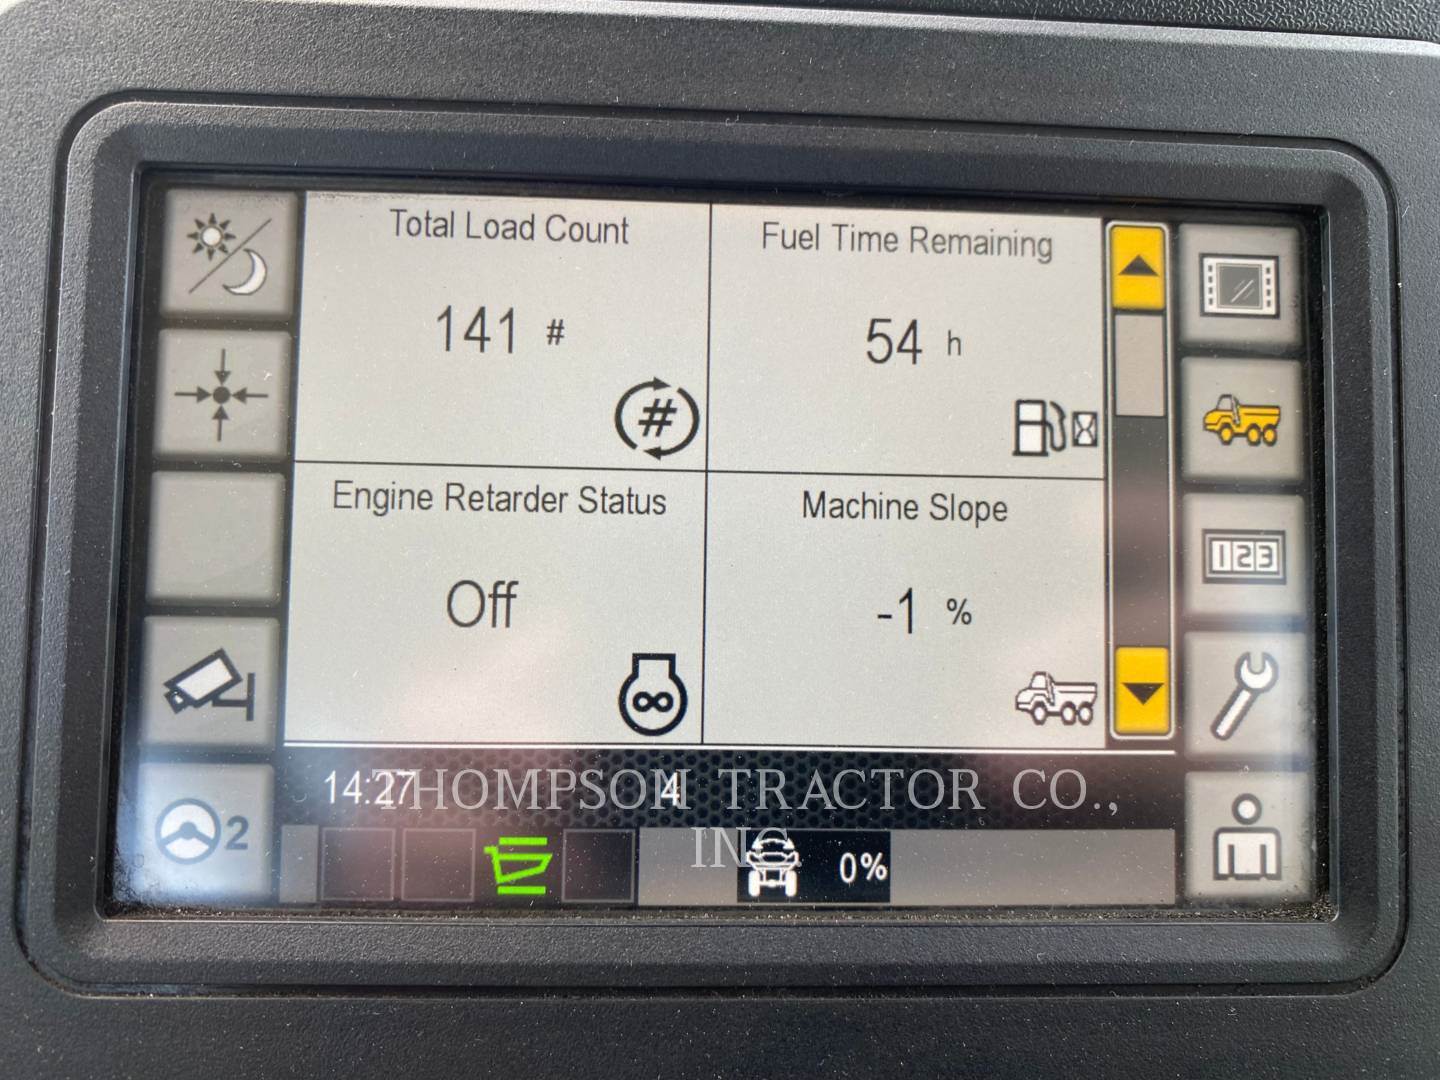 Total Load Count
141 #
#
Fuel Time Remaining
54 h
Engine Retarder Status
Off
Machine Slope
-1 %
123
2
14:27
4
THOMPSON TRACTOR CO.,
INC.
0%